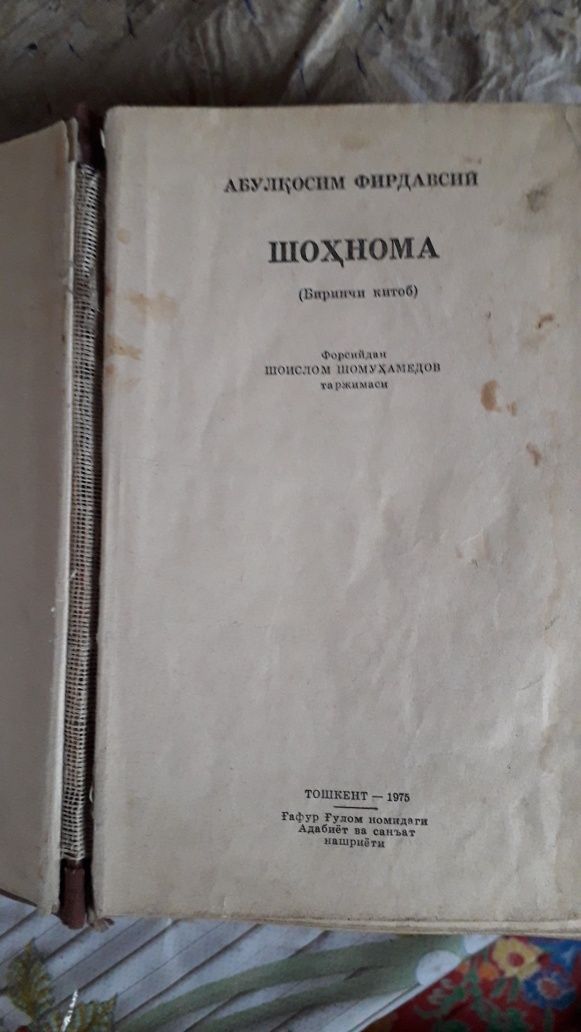 АБУЛҚОСИМ ФИРДАВСИЙ
ШОҲНОМА
(Биринчи китоб)
Форсийдан
ШОИСЛОМ ШОМУҲАМЕДОВ
таржимаси
ТОШКЕНТ — 1975
Ғафур Ғулом номидаги
Адабиёт ва санъат
нашриёти